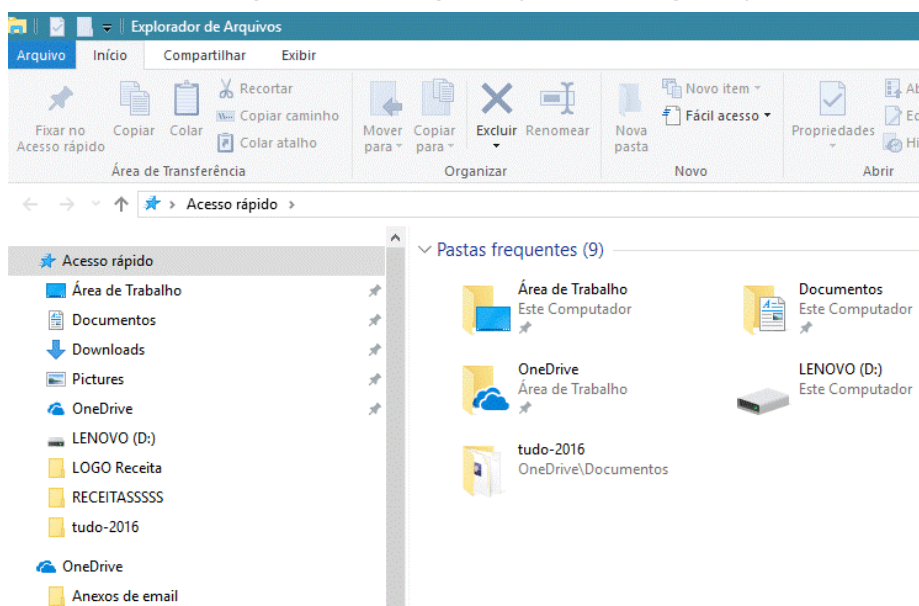 Explorador de Arquivos
Arquivo Início Compartilhar Exibir
Fixar no
Acesso rápido
Copiar
Colar
Recortar
Copiar caminho
Colar atalho
Área de Transferência
Mover
para
Copiar
para
Excluir
Renomear
Organizar
Nova
pasta
Novo item
Fácil acesso
Novo
Propriedades
Ab
Ed
Hi
Abrir
Acesso rápido
Acesso rápido
Área de Trabalho
Documentos
Downloads
Pictures
OneDrive
LENOVO (D:)
LOGO Receita
RECEITASSSSS
tudo-2016
OneDrive
Anexos de email
Pastas frequentes (9)
Área de Trabalho
Este Computador
Documentos
Este Computador
OneDrive
Área de Trabalho
LENOVO (D:)
Este Computador
tudo-2016
OneDrive\Documentos